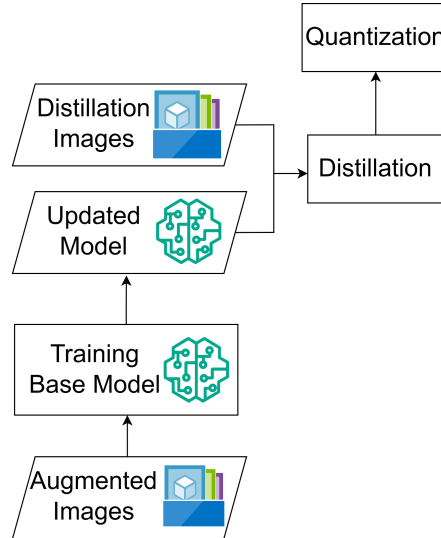 Quantization
Distillation
Images
Distillation
Updated
Model
Training
Base Model
Augmented
Images